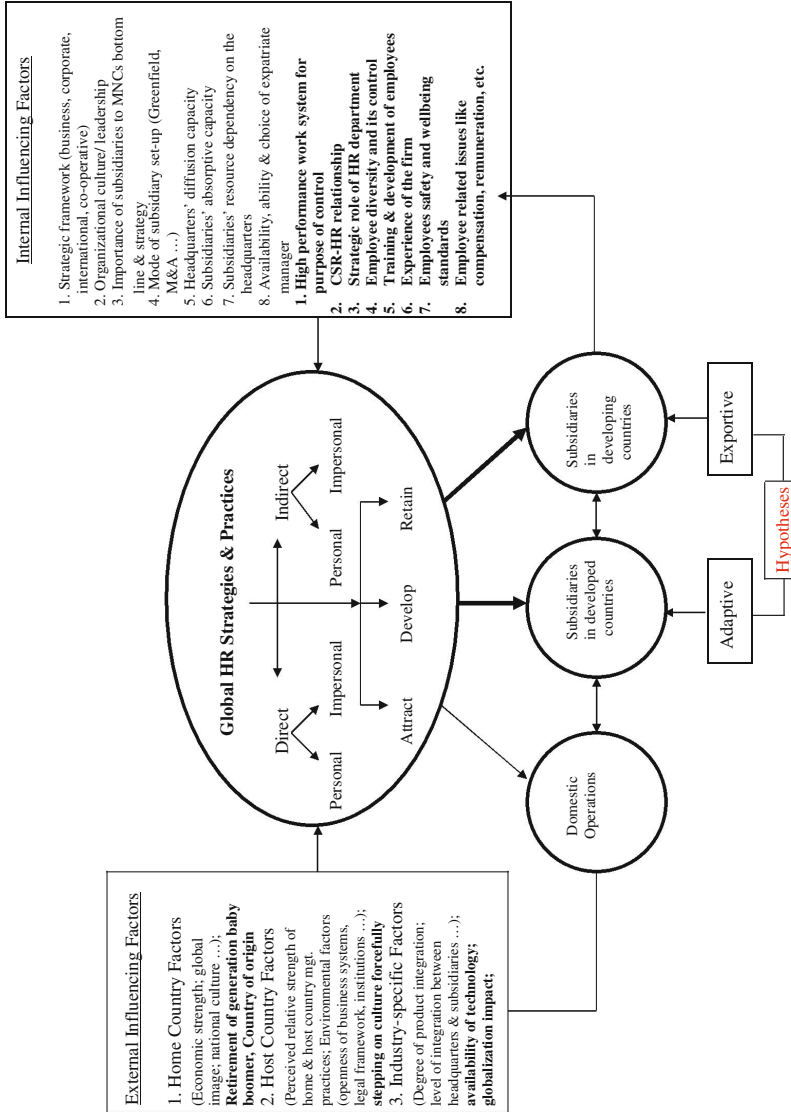 External Influencing Factors
1. Home Country Factors
(Economic strength; global
image; national culture …);
Retirement of generation baby
boomer, Country of origin
2. Host Country Factors
(Perceived relative strength of
home & host country mgt.
practices; Environmental factors
(openness of business systems,
legal framework, institutions …);
stepping on culture forcefully
3. Industry-specific Factors
(Degree of product integration;
level of integration between
headquarters & subsidiaries …);
availability of technology;
globalization impact;
Global HR Strategies & Practices
Direct
Indirect
Personal
Impersonal
Personal
Impersonal
Attract
Develop
Retain
Internal Influencing Factors
1. Strategic framework (business, corporate,
international, co-operative)
2. Organizational culture/ leadership
3. Importance of subsidiaries to MNCs bottom
line & strategy
4. Mode of subsidiary set-up (Greenfield,
M&A …)
5. Headquarters' diffusion capacity
6. Subsidiaries' absorptive capacity
7. Subsidiaries' resource dependency on the
headquarters
8. Availability, ability & choice of expatriate
manager
1. High performance work system for
purpose of control
2. CSR-HR relationship
3. Strategic role of HR department
4. Employee diversity and its control
5. Training & development of employees
6. Experience of the firm
7. Employees safety and wellbeing
standards
8. Employee related issues like
compensation, remuneration, etc.
Domestic
Operations
Subsidiaries
in developed
countries
Subsidiaries
in
developing
countries
Adaptive
Exportive
Hypotheses